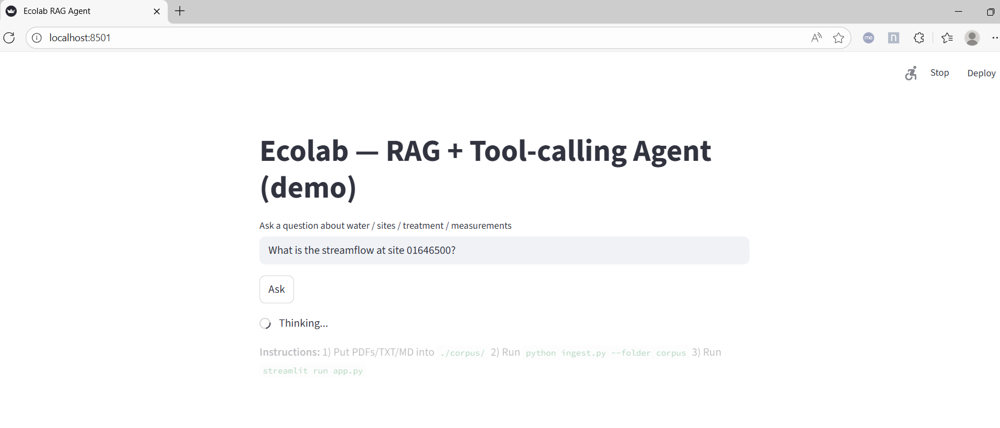 Ecolab RAG Agent
localhost:8501
me
n
Stop
Deploy
Ecolab — RAG + Tool-calling Agent
(demo)
Ask a question about water / sites / treatment / measurements
What is the streamflow at site 01646500?
Ask
Thinking...
Instructions: 1) Put PDFs/TXT/MD into ./corpus/ 2) Run python ingest.py --folder corpus 3) Run
streamlit run app.py